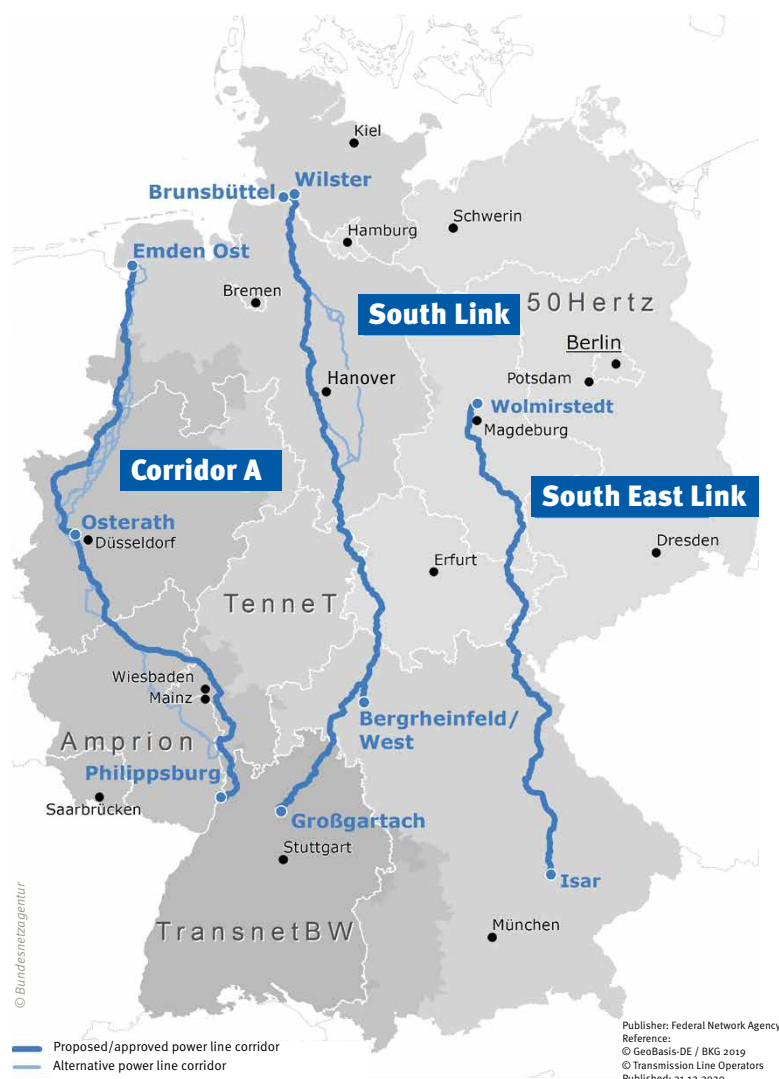 Kiel
Wilster
Brunsbüttel
Schwerin
Hamburg
Emden Ost
Bremen
50Hertz
South Link
Berlin
Hanover
Potsdam
Wolmirstedt
Magdeburg
Corridor A
South East Link
Osterath
Düsseldorf
Dresden
Erfurt
TenneT
Wiesbaden
Mainz
Bergrheinfeld/
West
Amprion
Philippsburg
Saarbrücken
Großgartach
Stuttgart
Isar
München
TransnetBW
© Bundesnetzagentur
Proposed/approved power line corridor
Alternative power line corridor
Publisher: Federal Network Agency
Reference:
© GeoBasis-DE / BKG 2019
© Transmission Line Operators